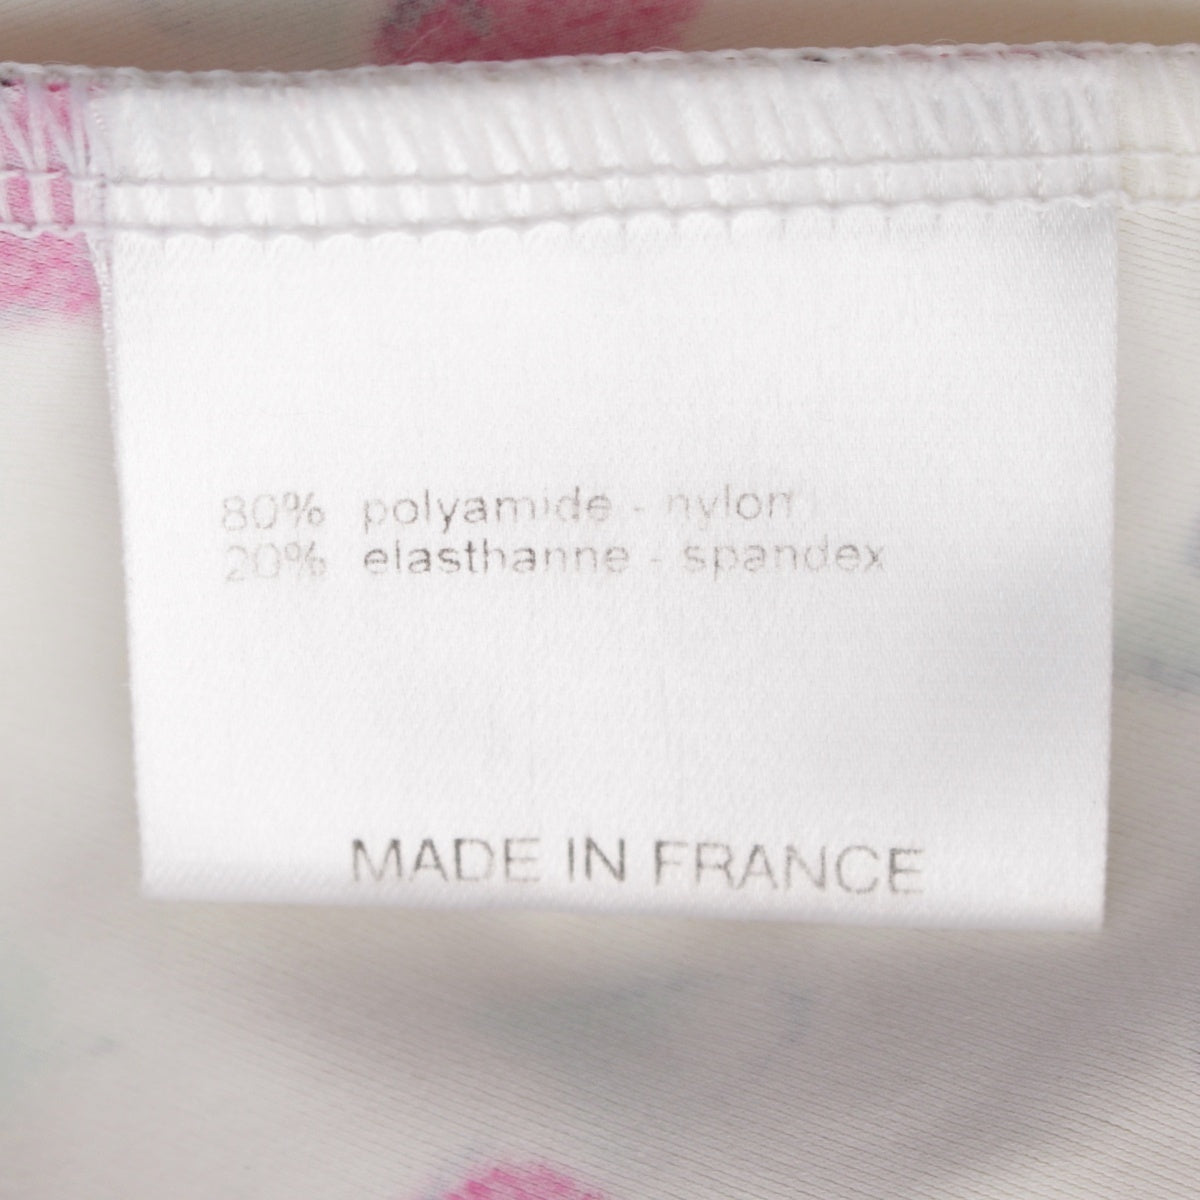 80% polyamide - nylon
20% elasthanne - spandex
MADE IN FRANCE